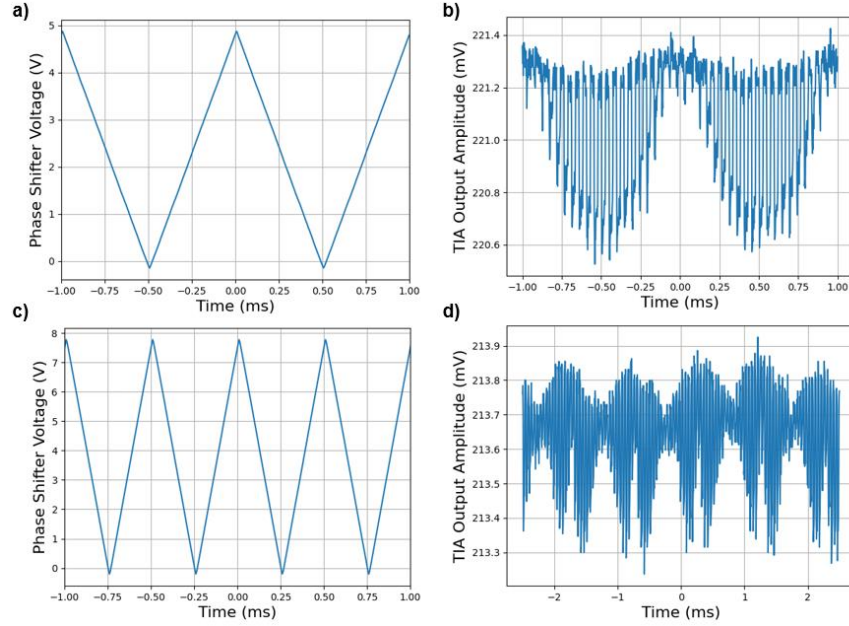 a)
Phase Shifter Voltage (V)
5
4
3
2
1
0
−1.00 −0.75 −0.50 −0.25 0.00 0.25 0.50 0.75 1.00
Time (ms)
b)
TIA Output Amplitude (mV)
221.4
221.2
221.0
220.8
220.6
−1.00 −0.75 −0.50 −0.25 0.00 0.25 0.50 0.75 1.00
Time (ms)
c)
Phase Shifter Voltage (V)
8
7
6
5
4
3
2
1
0
−1.00 −0.75 −0.50 −0.25 0.00 0.25 0.50 0.75 1.00
Time (ms)
d)
TIA Output Amplitude (mV)
213.9
213.8
213.7
213.6
213.5
213.4
213.3
−2 −1 0 1 2
Time (ms)